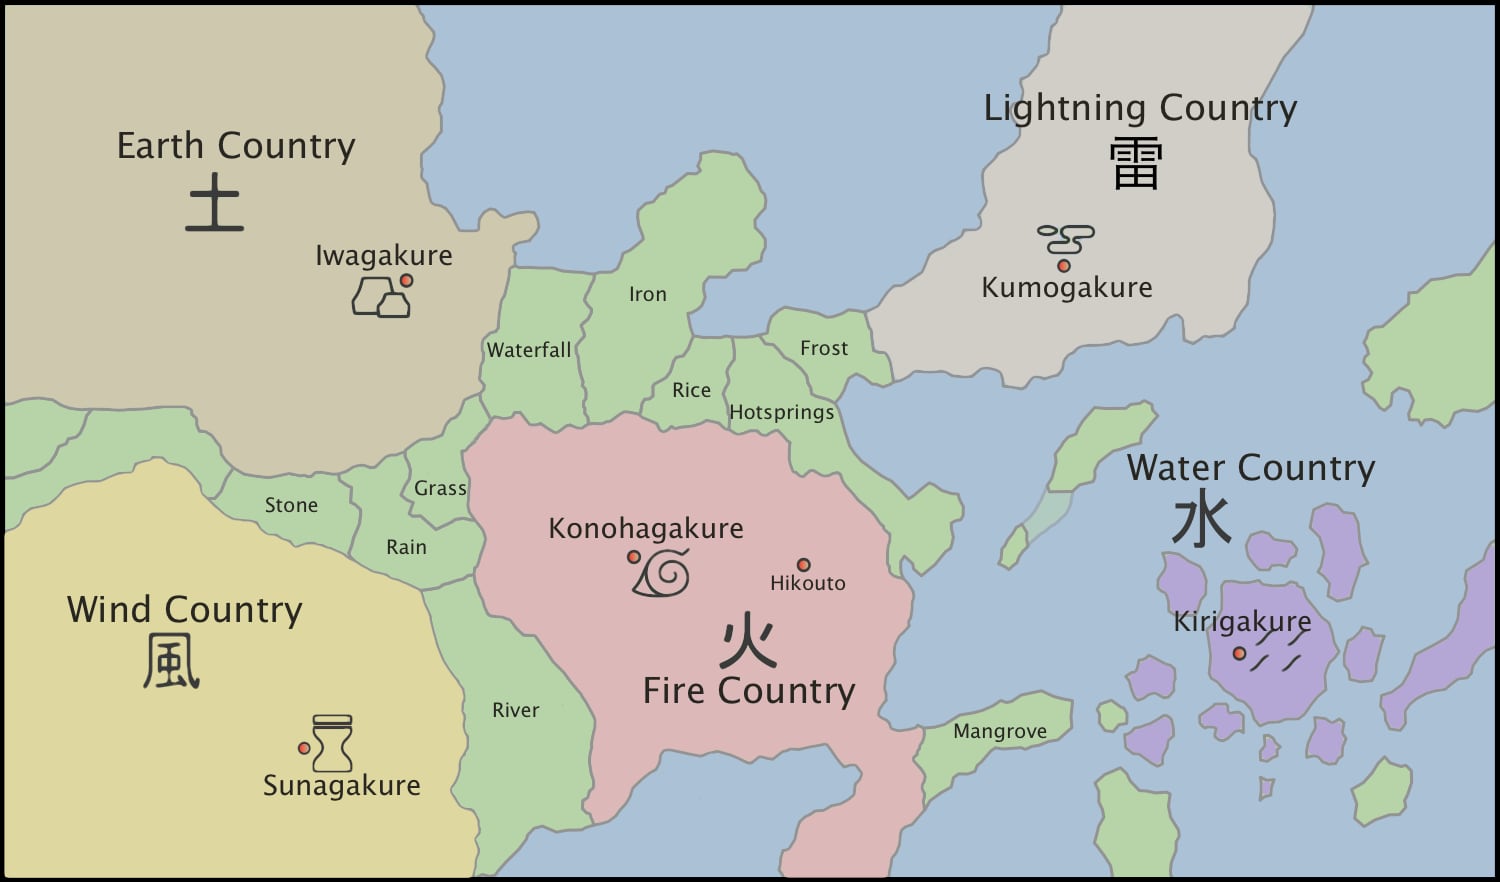 Earth Country
土
Iwagakure
Lightning Country
雷
Kumogakure
Iron
Waterfall
Frost
Rice
Hotsprings
Grass
Stone
Rain
Water Country
水
Kirigakure
Konohagakure
Hikouto
火
Fire Country
Wind Country
風
Sunagakure
River
Mangrove